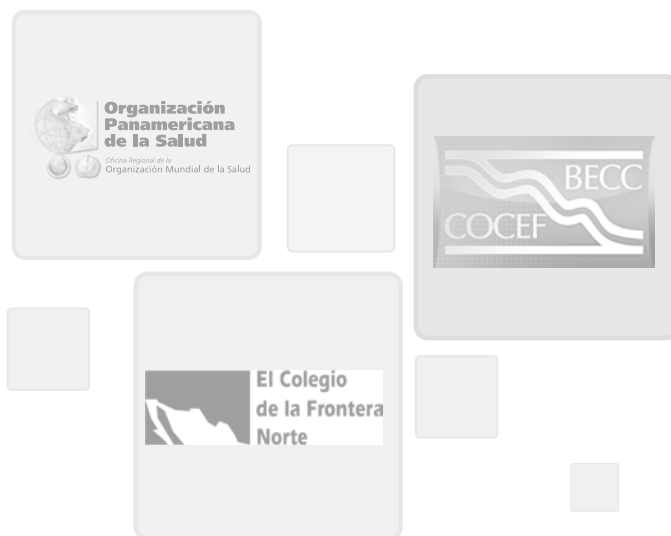 Organización
Panamericana
de la Salud
Oficina Regional de la
Organización Mundial de la Salud
BECC
COCEF
El Colegio
de la Frontera
Norte